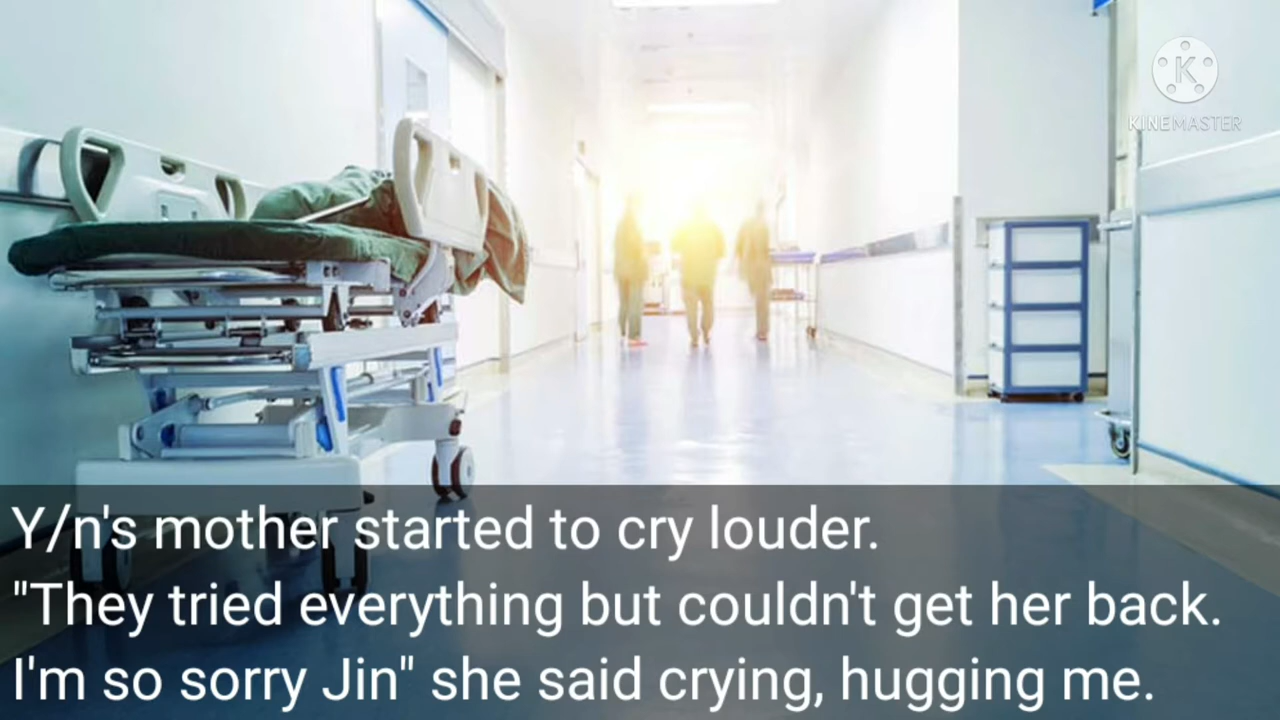 K
KINEMASTER
Y/n's mother started to cry louder.
"They tried everything but couldn't get her back.
I'm so sorry Jin" she said crying, hugging me.